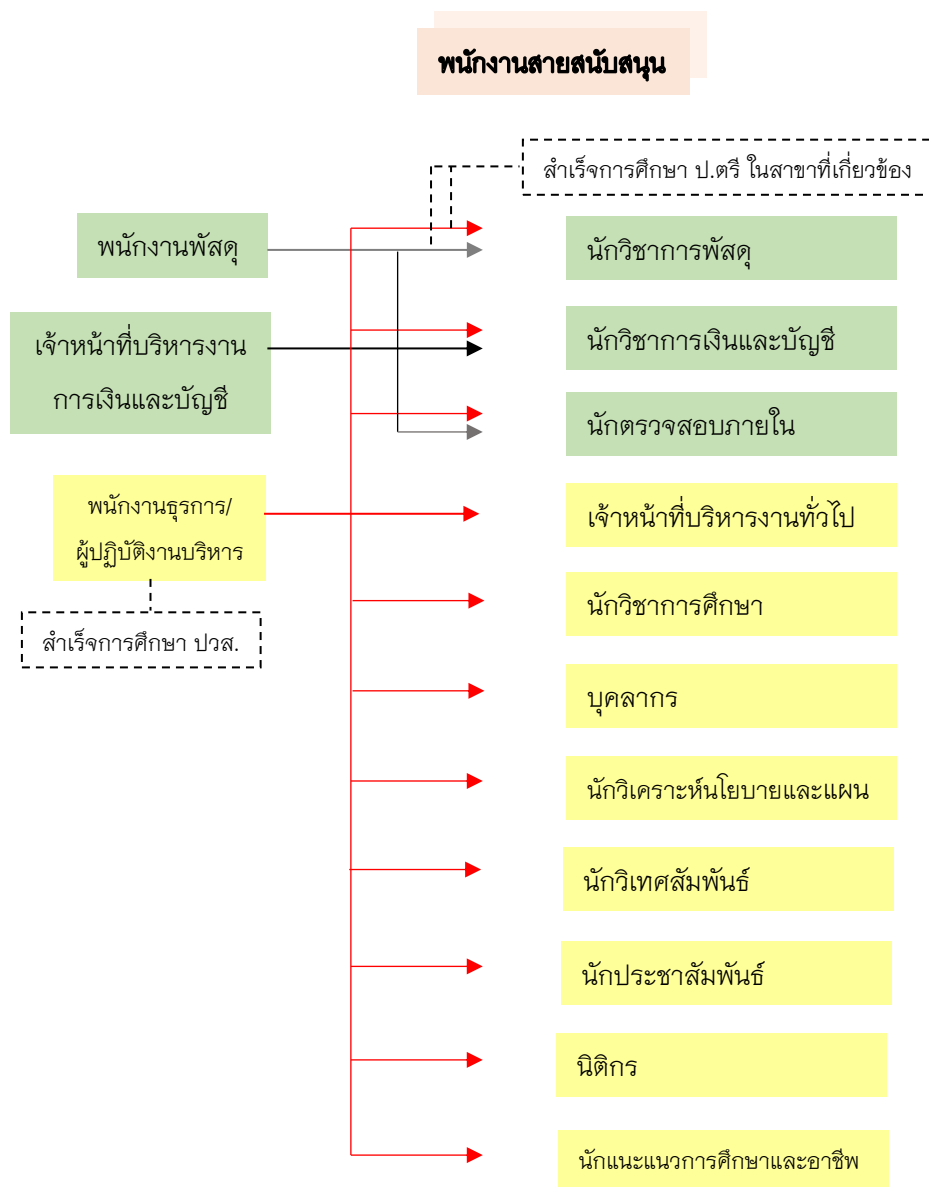 พนักงานสายสนับสนุน
สำเร็จการศึกษา ป.ตรี ในสาขาที่เกี่ยวข้อง
พนักงานพัสดุ
นักวิชาการพัสดุ
เจ้าหน้าที่บริหารงาน
การเงินและบัญชี
นักวิชาการเงินและบัญชี
นักตรวจสอบภายใน
พนักงานธุรการ/
ผู้ปฏิบัติงานบริหาร
เจ้าหน้าที่บริหารงานทั่วไป
สำเร็จการศึกษา ปวส.
นักวิชาการศึกษา
บุคลากร
นักวิเคราะห์นโยบายและแผน
นักวิเทศสัมพันธ์
นักประชาสัมพันธ์
นิติกร
นักแนะแนวการศึกษาและอาชีพ